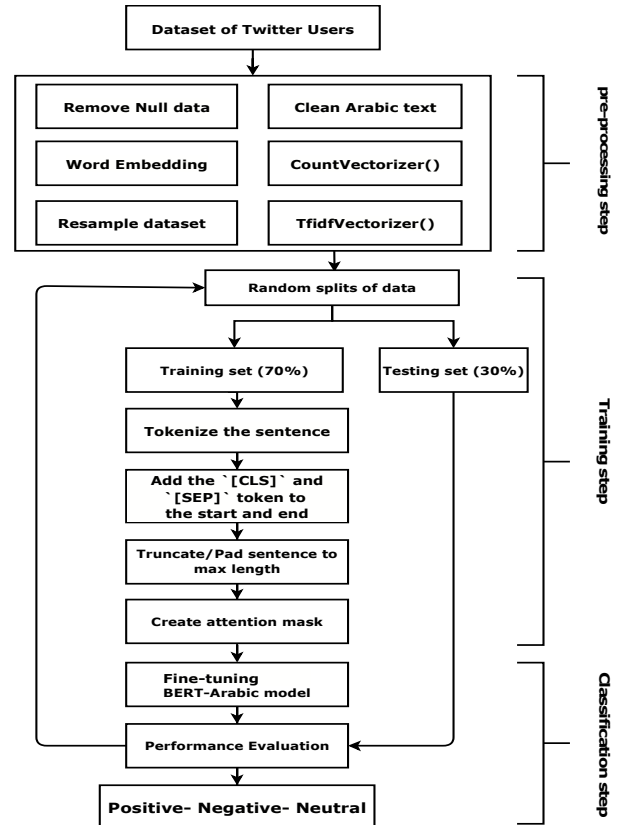 Dataset of Twitter Users
Remove Null data
Clean Arabic text
Word Embedding
CountVectorizer()
Resample dataset
TfidfVectorizer()
pre-processing step
Random splits of data
Training set (70%)
Testing set (30%)
Tokenize the sentence
Add the `[CLS]` and
`[SEP]` token to
the start and end
Truncate/Pad sentence to
max length
Create attention mask
Training step
Fine-tuning
BERT-Arabic model
Performance Evaluation
Positive- Negative- Neutral
Classification step